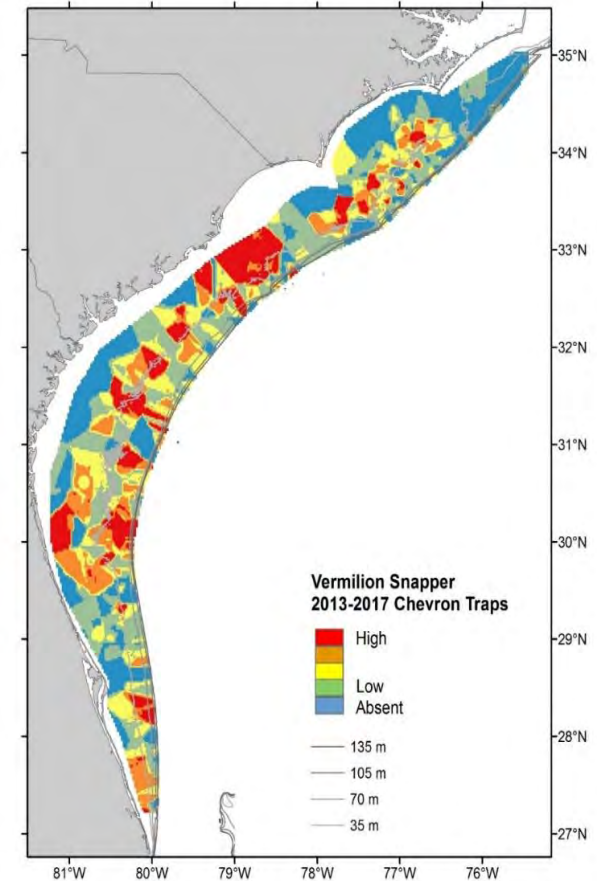 35°N
34°N
33°N
32°N
31°N
30°N
29°N
28°N
27°N
Vermilion Snapper
2013-2017 Chevron Traps
High
Low
Absent
135 m
105 m
70 m
35 m
81°W 80°W 79°W 78°W 77°W 76°W